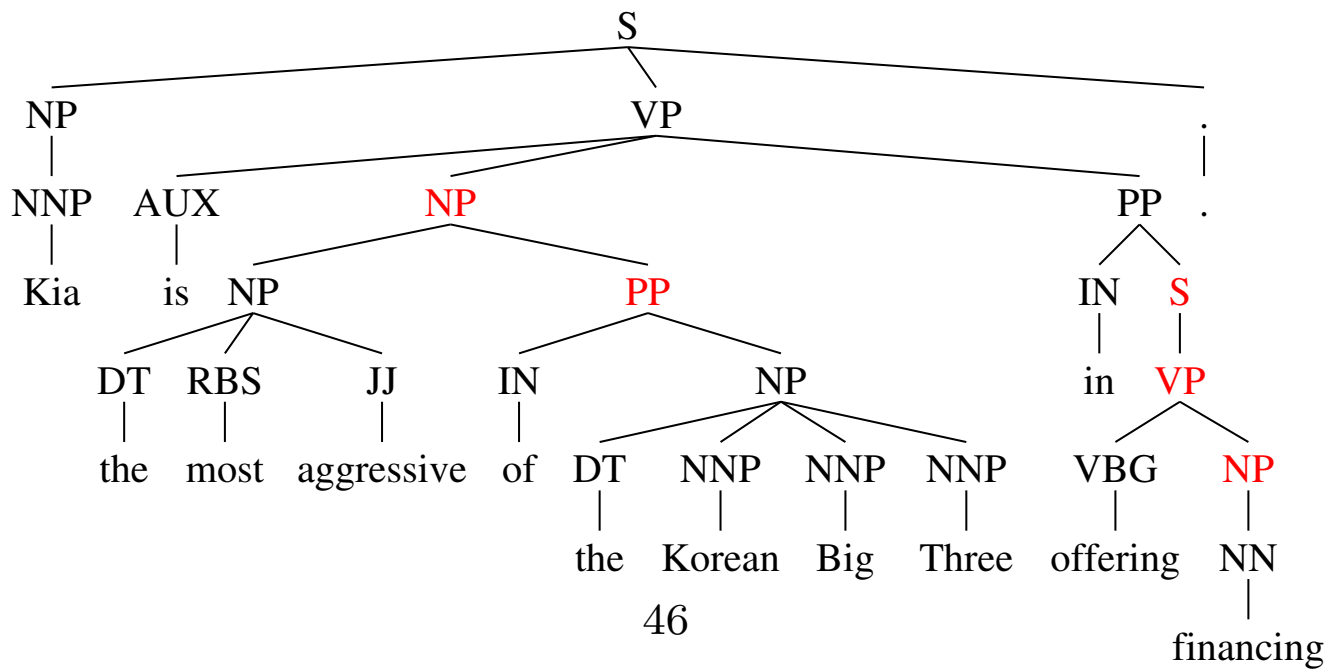 S
NP VP .
NNP AUX NP PP .
Kia is NP PP IN S
DT RBS JJ IN NP in VP
the most aggressive of DT NNP NNP NNP VBG NP
the Korean Big Three offering NN
46
financing